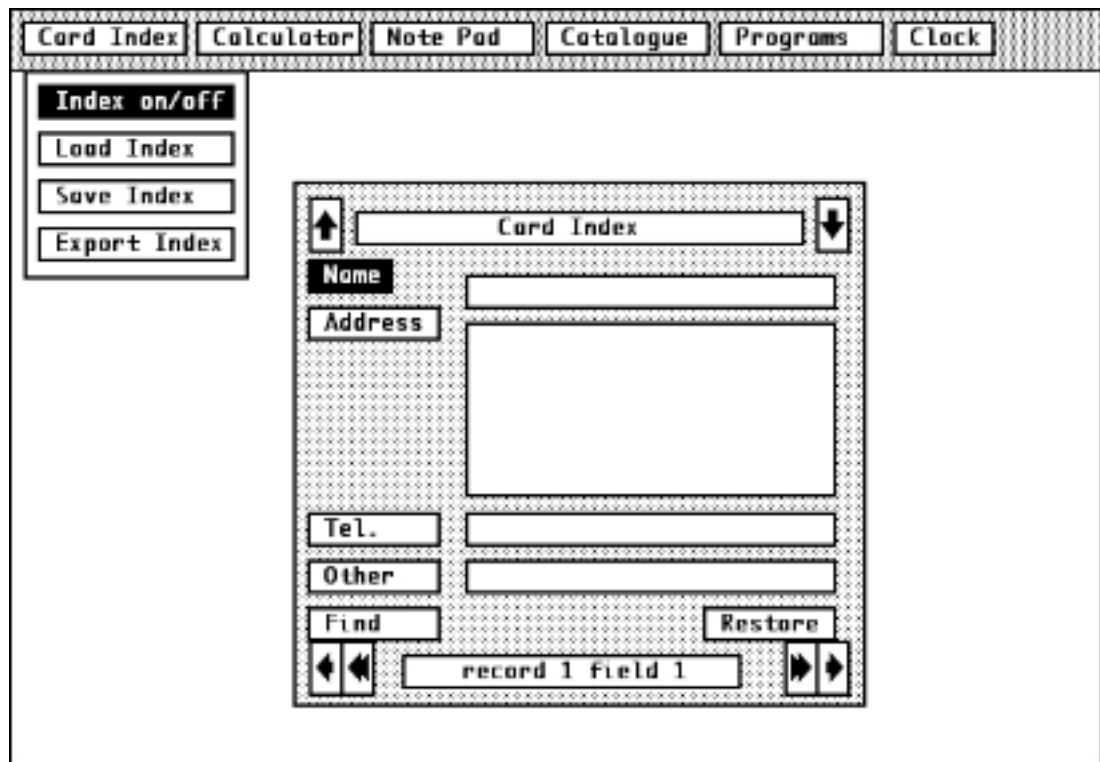 Card Index Calculator Note Pad Catalogue Programs Clock
Index on/off
Load Index
Save Index
Export Index
Card Index
Name
Address
Tel.
Other
Find Restore
record 1 field 1